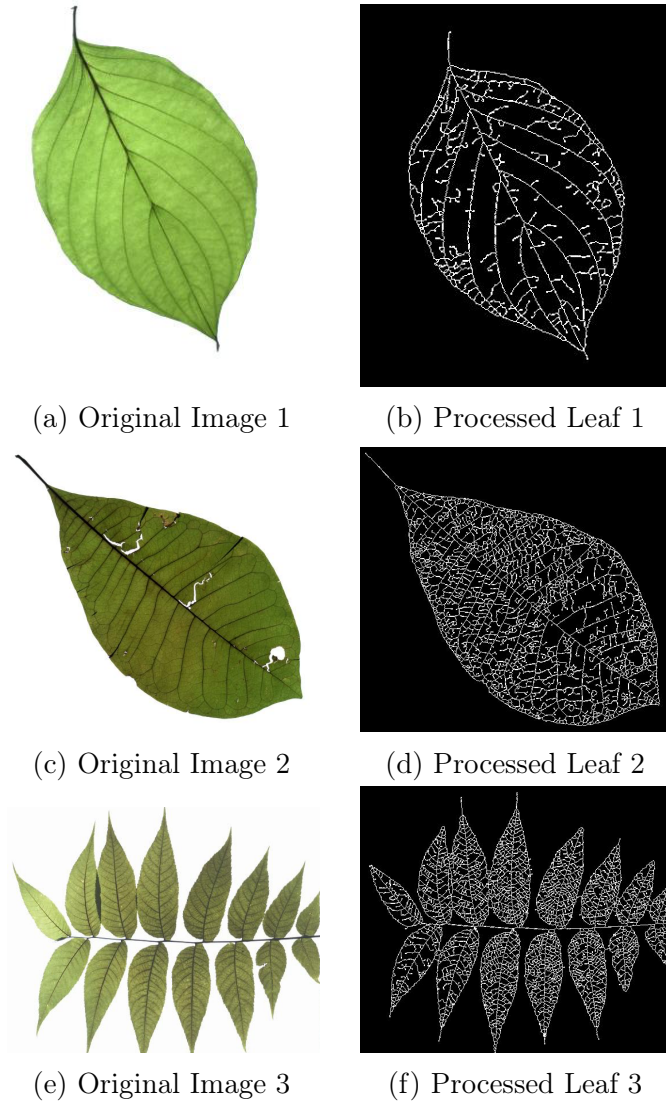 (a) Original Image 1
(b) Processed Leaf 1
(c) Original Image 2
(d) Processed Leaf 2
(e) Original Image 3
(f) Processed Leaf 3